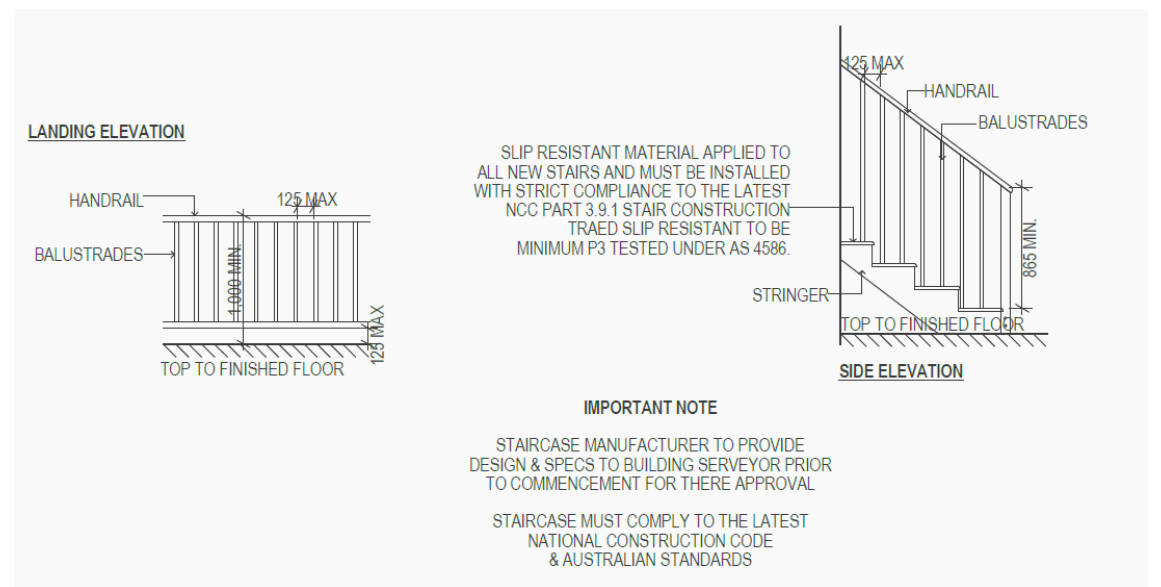 LANDING ELEVATION
HANDRAIL
125 MAX
BALUSTRADES
1,000 MIN.
125 MAX
TOP TO FINISHED FLOOR
125 MAX
HANDRAIL
BALUSTRADES
SLIP RESISTANT MATERIAL APPLIED TO
ALL NEW STAIRS AND MUST BE INSTALLED
WITH STRICT COMPLIANCE TO THE LATEST
NCC PART 3.9.1 STAIR CONSTRUCTION
TRAED SLIP RESISTANT TO BE
MINIMUM P3 TESTED UNDER AS 4586.
865 MIN.
STRINGER
TOP TO FINISHED FLOOR
SIDE ELEVATION
IMPORTANT NOTE
STAIRCASE MANUFACTURER TO PROVIDE
DESIGN & SPECS TO BUILDING SERVEYOR PRIOR
TO COMMENCEMENT FOR THERE APPROVAL
STAIRCASE MUST COMPLY TO THE LATEST
NATIONAL CONSTRUCTION CODE
& AUSTRALIAN STANDARDS